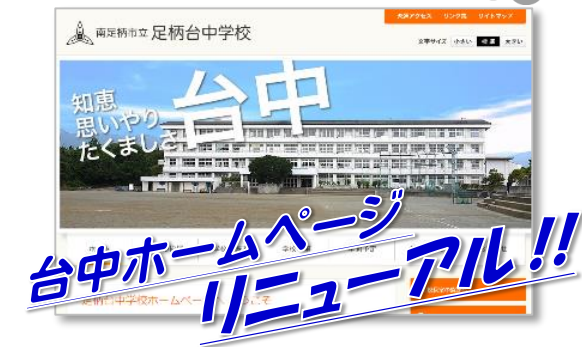 南足柄市立 足柄台中学校
交通アクセス リンク集 サイトマップ
文字サイズ 小さい 標準 大きい
知恵
思いやり
たくましさ
台中
台中ホームページ
リニューアル!!